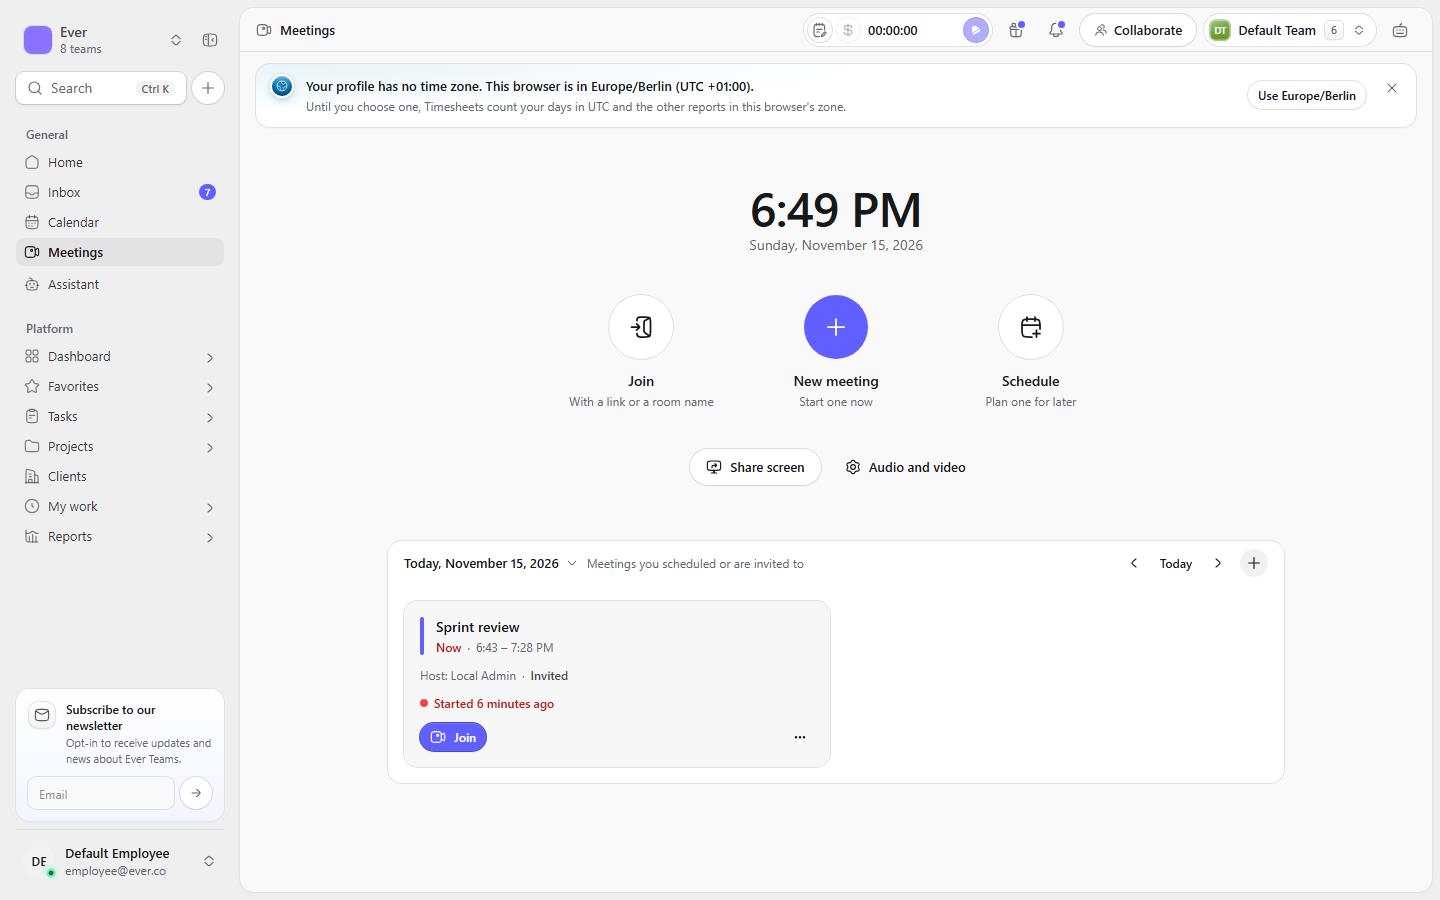 Ever
8 teams
Search
Ctrl K
General
Home
Inbox
7
Calendar
Meetings
Assistant
Platform
Dashboard
Favorites
Tasks
Projects
Clients
My work
Reports
Subscribe to our
newsletter
Opt-in to receive updates and
news about Ever Teams.
Email
DE
Default Employee
employee@ever.co
Meetings
00:00:00
Collaborate
DT
Default Team
6
Your profile has no time zone. This browser is in Europe/Berlin (UTC +01:00).
Until you choose one, Timesheets count your days in UTC and the other reports in this browser's zone.
Use Europe/Berlin
6:49 PM
Sunday, November 15, 2026
Join
With a link or a room name
New meeting
Start one now
Schedule
Plan one for later
Share screen
Audio and video
Today, November 15, 2026
Meetings you scheduled or are invited to
Today
Sprint review
Now · 6:43 – 7:28 PM
Host: Local Admin · Invited
Started 6 minutes ago
Join